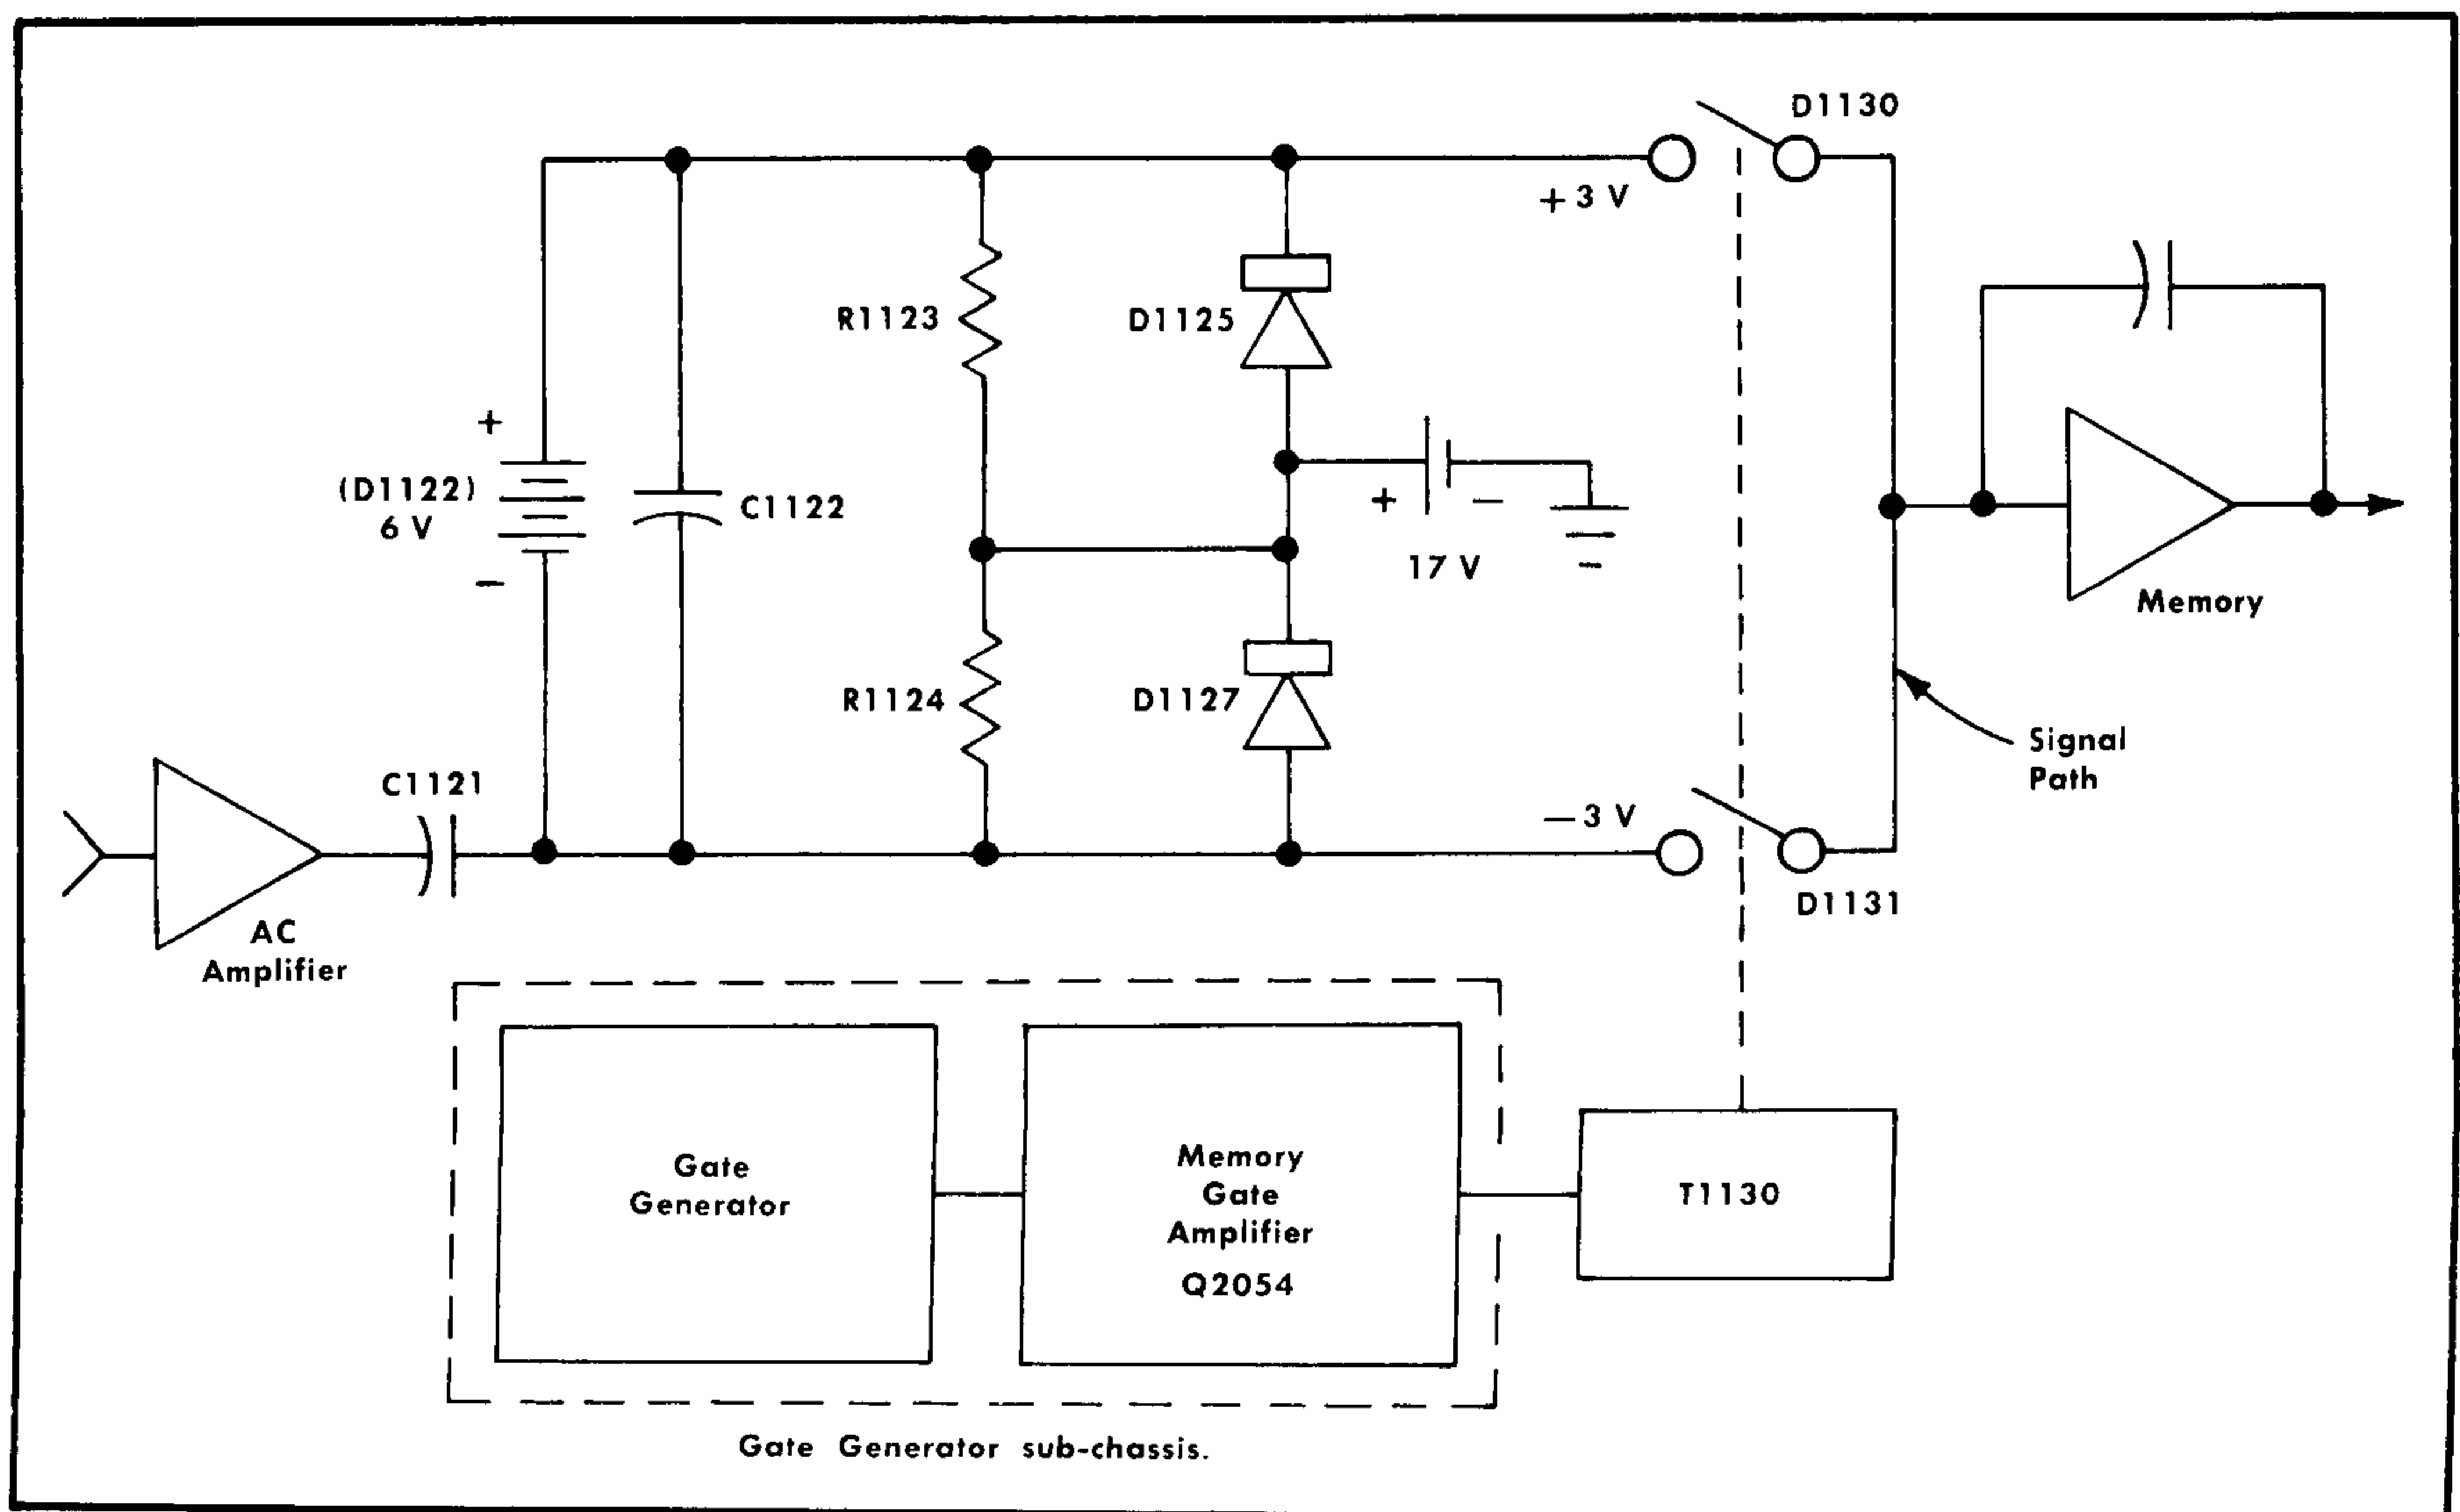 D1130
+3 V
R1123
D1125
+
(D1122)
6 V
−
C1122
+
−
17 V
Memory
R1124
D1127
Signal
Path
C1121
−3 V
D1131
AC
Amplifier
Gate
Generator
Memory
Gate
Amplifier
Q2054
T1130
Gate Generator sub-chassis.